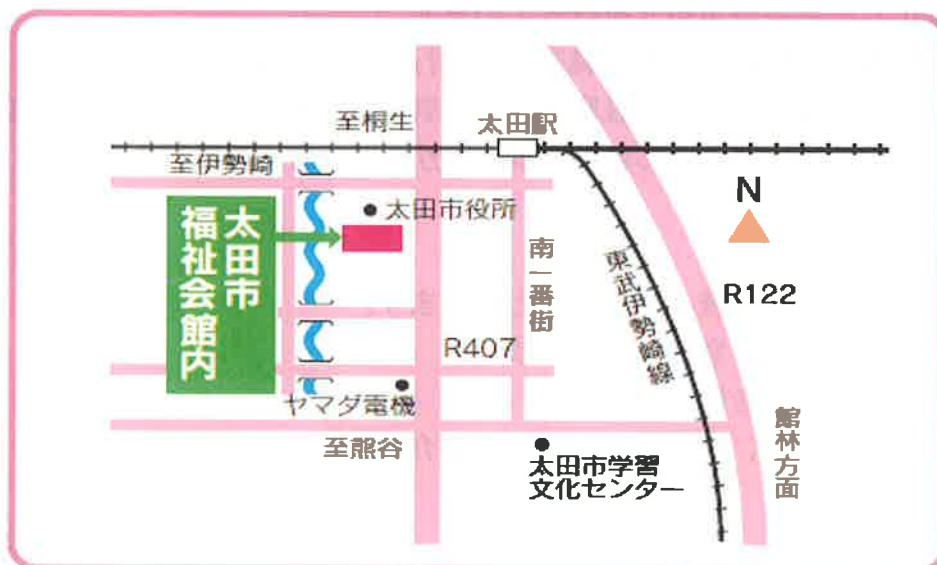 至桐生
太田駅
至伊勢崎
太田市役所
N
太田市
福祉会館内
南一番街
東武伊勢崎線
R122
R407
ヤマダ電機
至熊谷
館林方面
太田市学習
文化センター